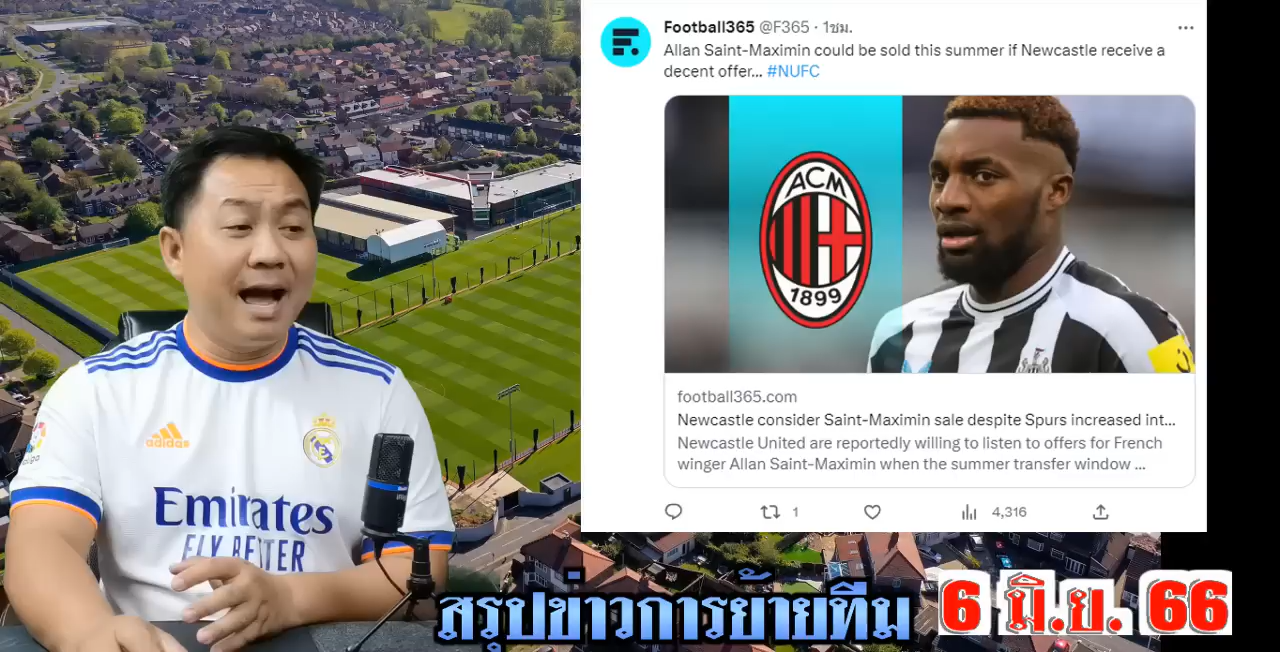 Football365 @F365 · 1ชม.
Allan Saint-Maximin could be sold this summer if Newcastle receive a
decent offer... #NUFC
ACM
1899
football365.com
Newcastle consider Saint-Maximin sale despite Spurs increased int...
Newcastle United are reportedly willing to listen to offers for French
winger Allan Saint-Maximin when the summer transfer window ...
1
4,316
adidas
Emirates
FLY BETTER
สรุปข่าวการย้ายทีม
6 มิ.ย. 66